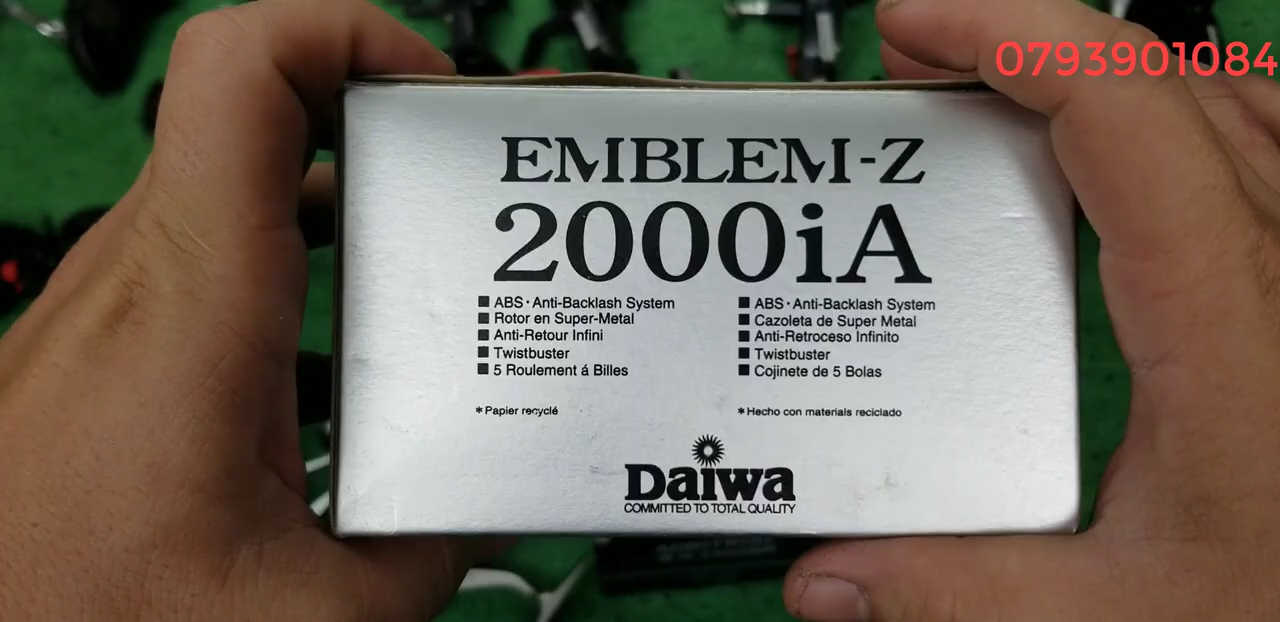 0793901084
EMBLEM-Z
2000iA
■ ABS・Anti-Backlash System
■ Rotor en Super-Metal
■ Anti-Retour Infini
■ Twistbuster
■ 5 Roulement á Billes
* Papier recyclé
■ ABS・Anti-Backlash System
■ Cazoleta de Super Metal
■ Anti-Retroceso Infinito
■ Twistbuster
■ Cojinete de 5 Bolas
* Hecho con materials reciclado
Daiwa
COMMITTED TO TOTAL QUALITY